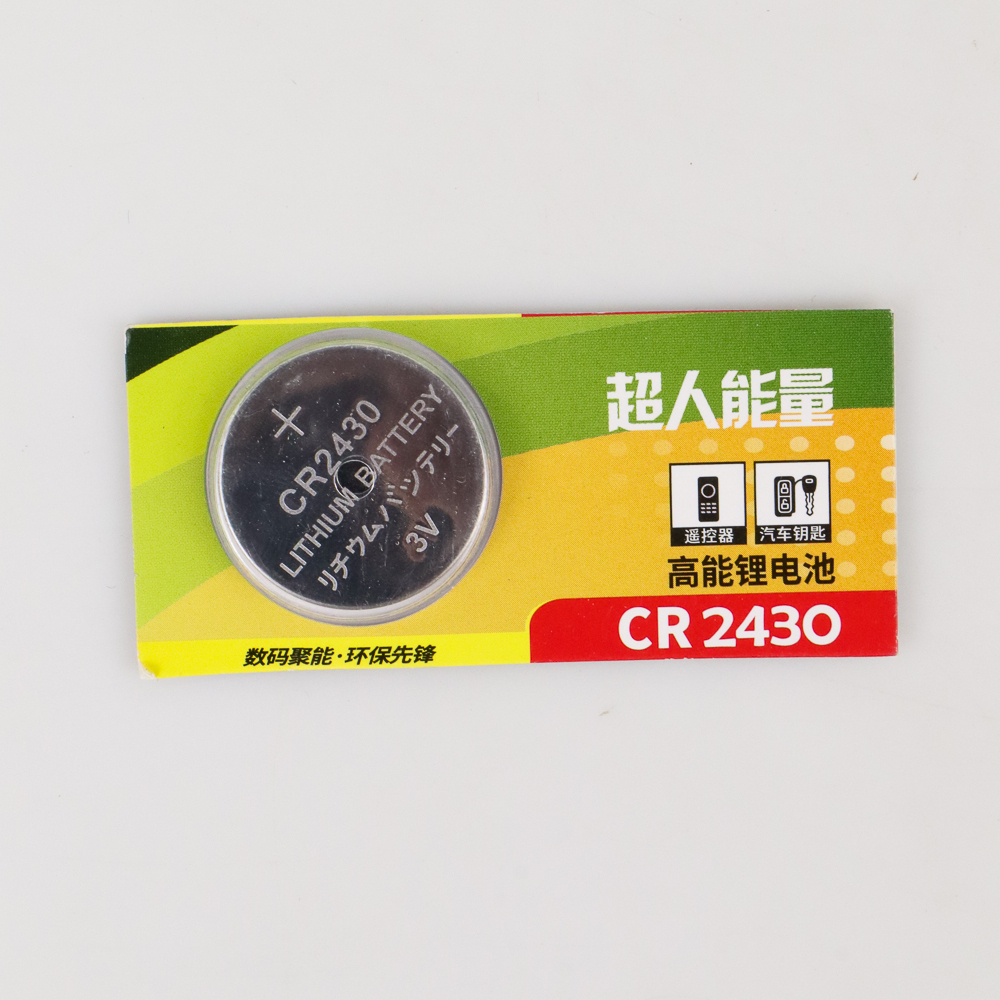 +
CR2430
LITHIUM BATTERY
リチウムバッテリー
3V
超人能量
遥控器
汽车钥匙
高能锂电池
CR 2430
数码聚能·环保先锋